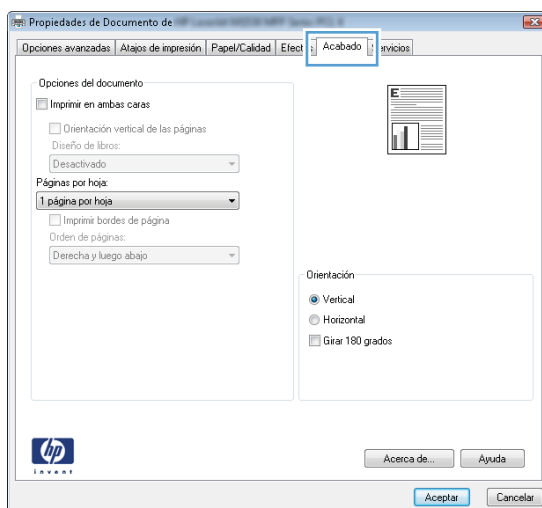 Propiedades de Documento de
Opciones avanzadas Atajos de impresión Papel/Calidad Acabado
Opciones del documento
Imprimir en ambas caras
Orientación vertical de las páginas
Diseño de libros:
Desactivado
Páginas por hoja:
1 página por hoja
Imprimir bordes de página
Orden de páginas:
Derecha y luego abajo
E
Orientación
Vertical
Horizontal
Girar 180 grados
hp
invent
Acerca de... Ayuda
Aceptar Cancelar